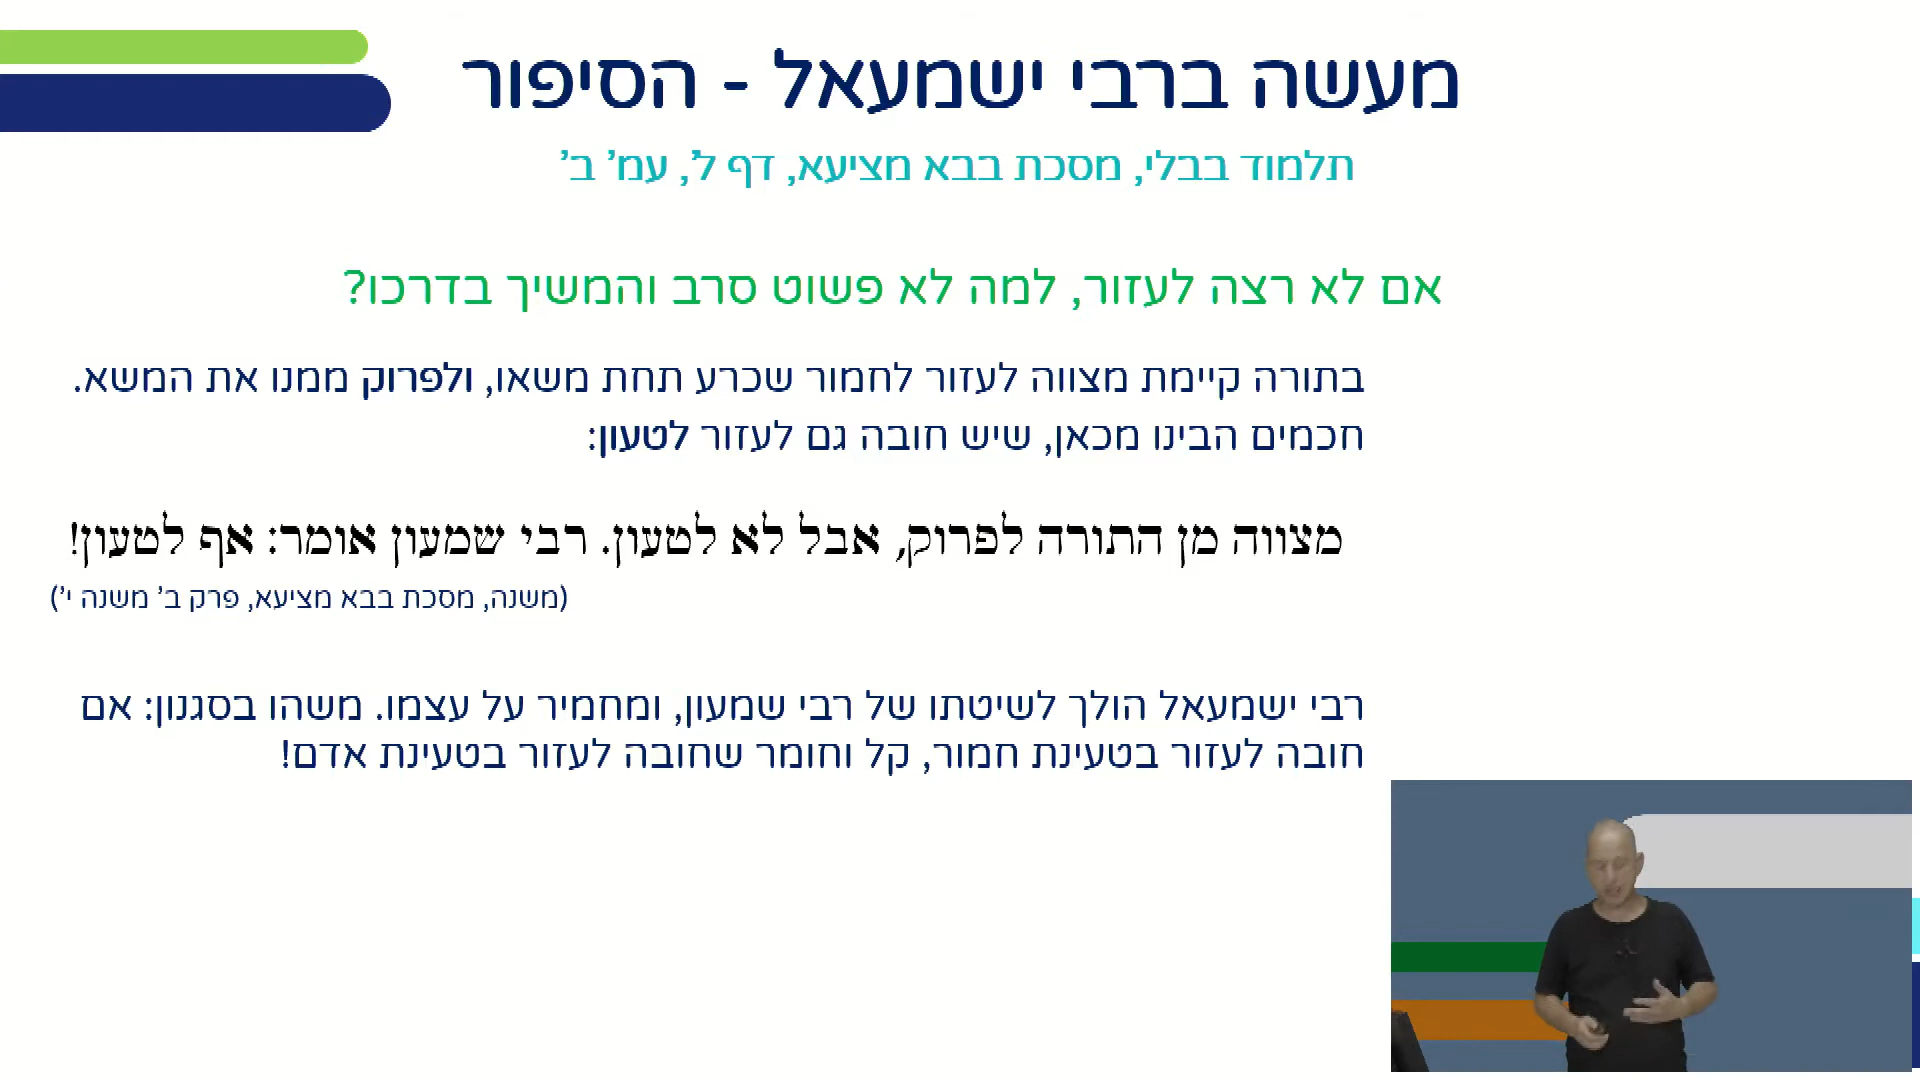 מעשה ברבי ישמעאל - הסיפור
תלמוד בבלי, מסכת בבא מציעא, דף ל', עמ' ב'
אם לא רצה לעזור, למה לא פשוט סרב והמשיך בדרכו?
בתורה קיימת מצווה לעזור לחמור שכרע תחת משאו, ולפרוק ממנו את המשא.
חכמים הבינו מכאן, שיש חובה גם לעזור לטעון:
מצווה מן התורה לפרוק, אבל לא לטעון. רבי שמעון אומר: אף לטעון!
(משנה, מסכת בבא מציעא, פרק ב' משנה י')
רבי ישמעאל הולך לשיטתו של רבי שמעון, ומחמיר על עצמו. משהו בסגנון: אם
חובה לעזור בטעינת חמור, קל וחומר שחובה לעזור בטעינת אדם!